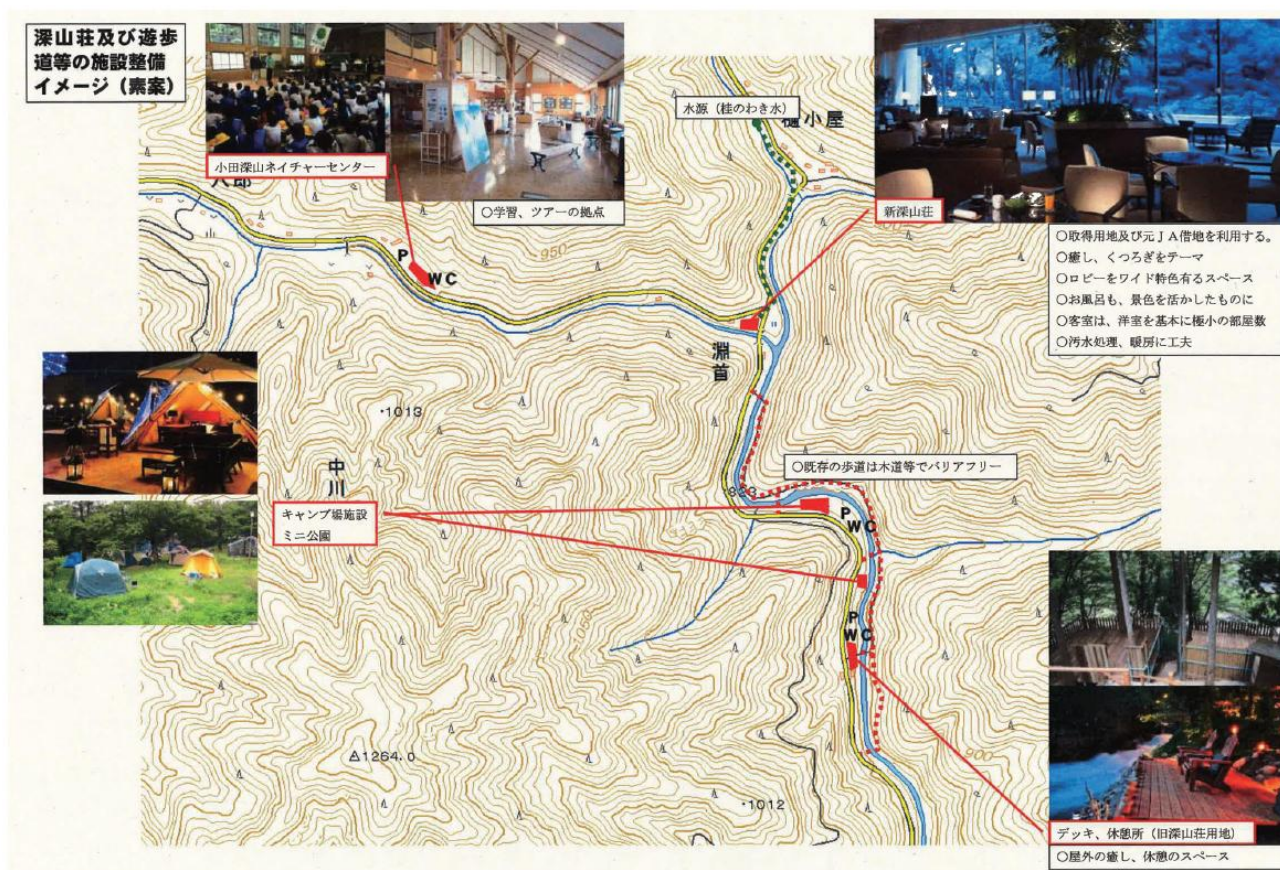 深山荘及び遊歩
道等の施設整備
イメージ（素案）
小田深山ネイチャーセンター
○学習、ツアーの拠点
水源（桂のわき水）
樋小屋
新深山荘
○取得用地及び元ＪＡ借地を利用する。
○癒し、くつろぎをテーマ
○ロビーをワイド特色有るスペース
○お風呂も、景色を活かしたものに
○客室は、洋室を基本に極小の部屋数
○汚水処理、暖房に工夫
950
P
WC
淵首
・1013
中川
キャンプ場施設
ミニ公園
○既存の歩道は木道等でバリアフリー
823
P
WC
P
WC
1264.0
・1012
900
デッキ、休憩所（旧深山荘用地）
○屋外の癒し、休憩のスペース